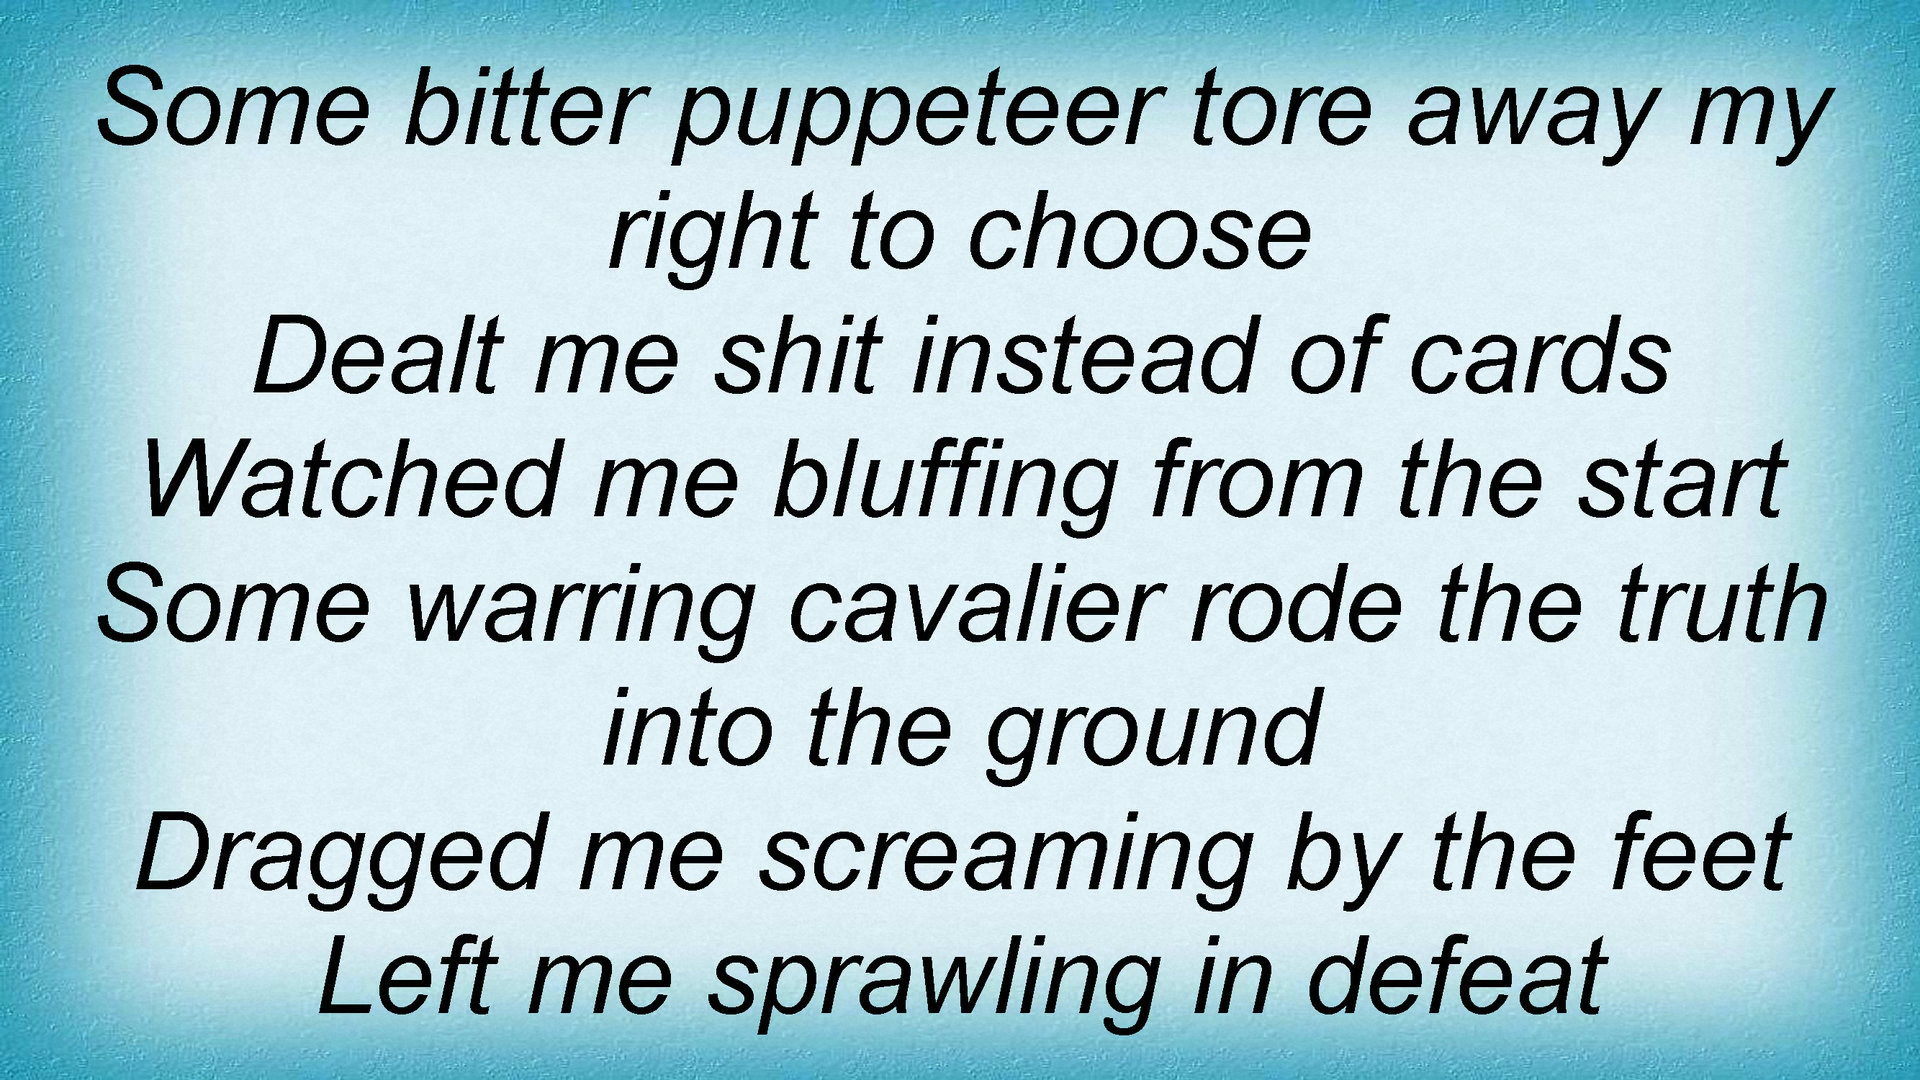 Some bitter puppeteer tore away my
right to choose
Dealt me shit instead of cards
Watched me bluffing from the start
Some warring cavalier rode the truth
into the ground
Dragged me screaming by the feet
Left me sprawling in defeat